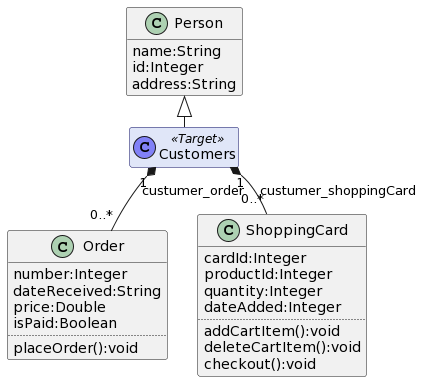 C Person
name:String
id:Integer
address:String
C «Target»
Customers
1
custumer_order
0..*
1
custumer_shoppingCard
0..*
C Order
number:Integer
dateReceived:String
price:Double
isPaid:Boolean
placeOrder():void
C ShoppingCard
cardId:Integer
productId:Integer
quantity:Integer
dateAdded:Integer
addCartItem():void
deleteCartItem():void
checkout():void